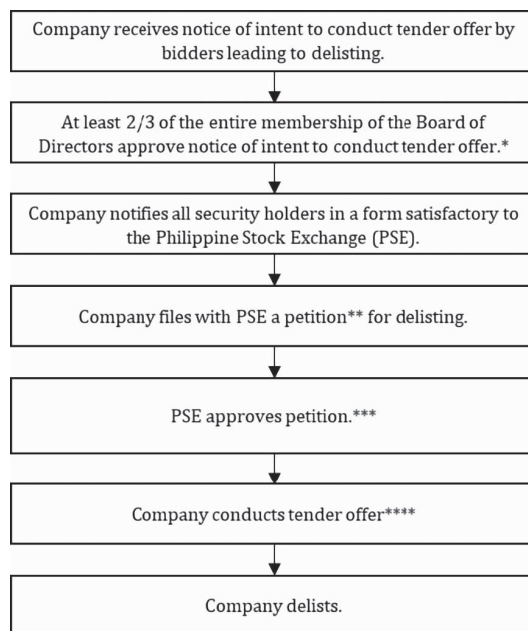 Company receives notice of intent to conduct tender offer by
bidders leading to delisting.
At least 2/3 of the entire membership of the Board of
Directors approve notice of intent to conduct tender offer.*
Company notifies all security holders in a form satisfactory to
the Philippine Stock Exchange (PSE).
Company files with PSE a petition** for delisting.
PSE approves petition.***
Company conducts tender offer****
Company delists.